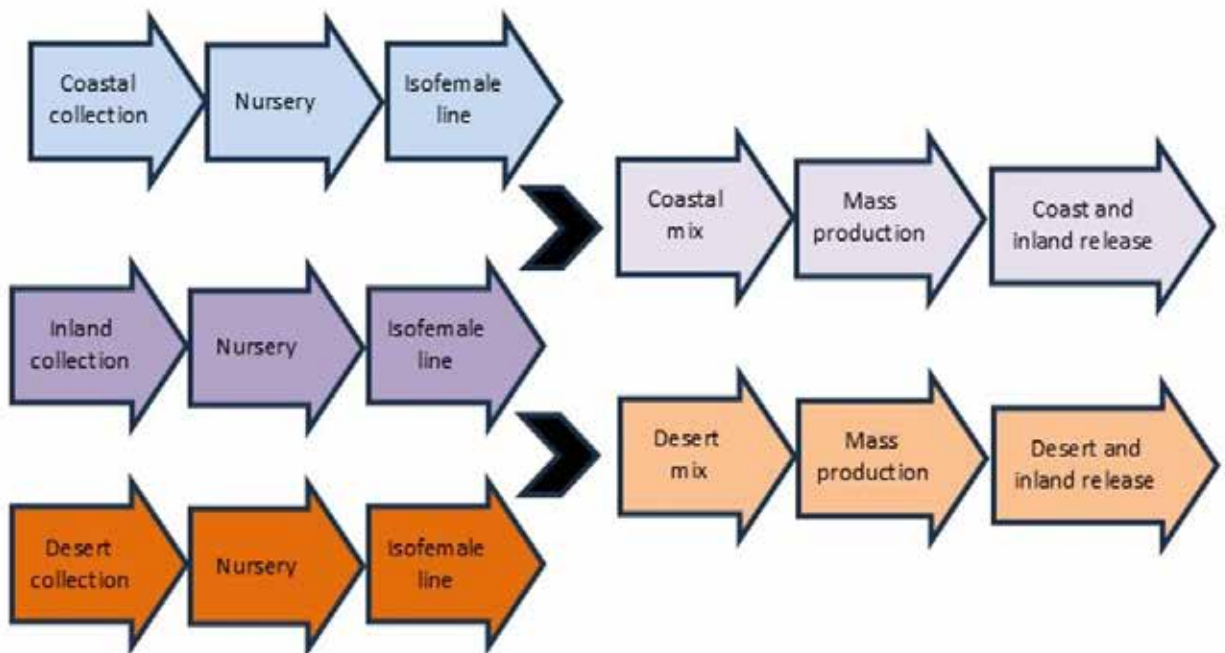 Coastal
collection
Nursery
Isofemale
line
Inland
collection
Nursery
Isofemale
line
Desert
collection
Nursery
Isofemale
line
Coastal
mix
Mass
production
Coast and
inland release
Desert
mix
Mass
production
Desert and
inland release